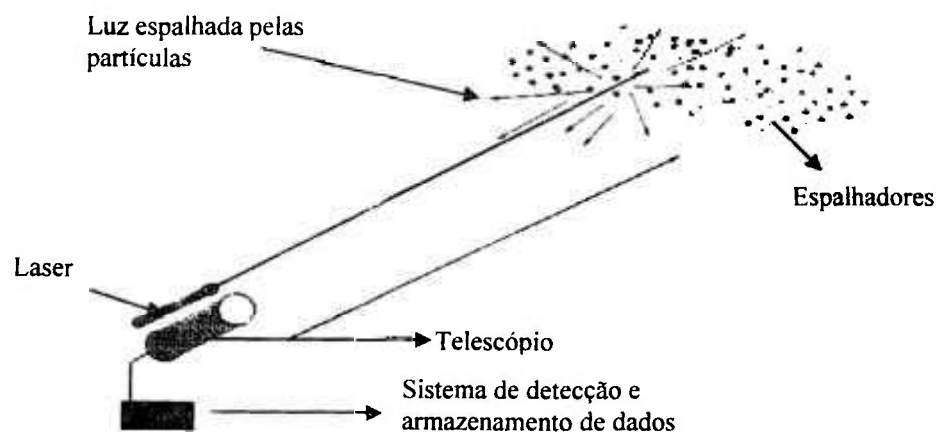 Luz espalhada pelas
partículas
Espalhadores
Laser
Telescópio
Sistema de detecção e
armazenamento de dados